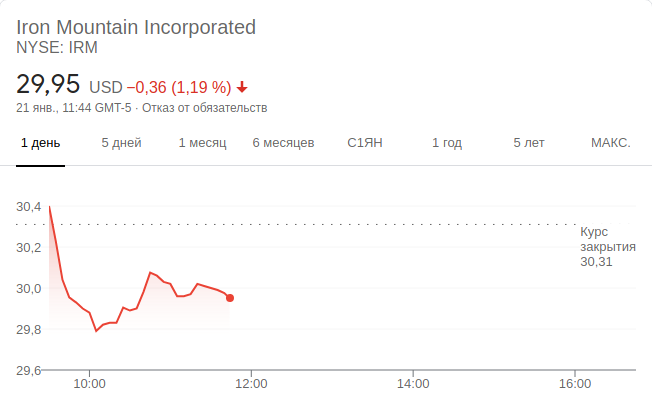 Iron Mountain Incorporated
NYSE: IRM
29,95 USD −0,36 (1,19 %)
21 янв., 11:44 GMT-5 · Отказ от обязательств
1 день 5 дней 1 месяц 6 месяцев С1ЯН 1 год 5 лет МАКС.
30,4
Курс
закрытия
30,31
30,2
30,0
29,8
29,6
10:00 12:00 14:00 16:00